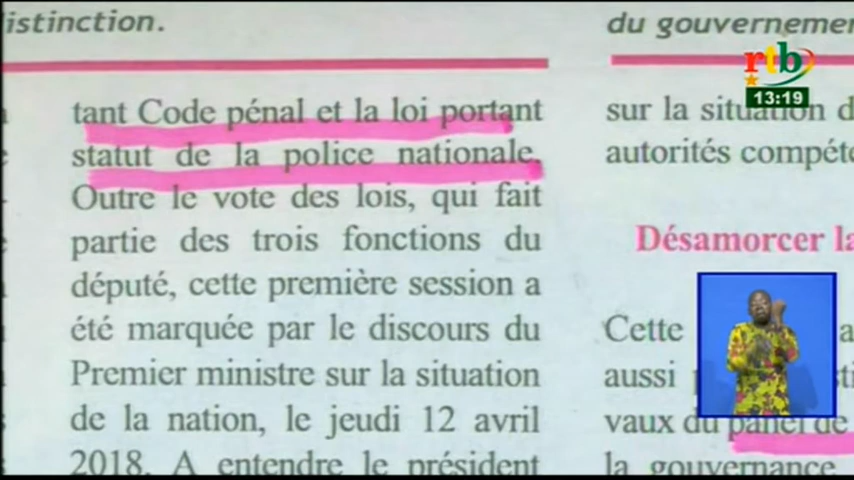 istinction.
tant Code pénal et la loi portant
statut de la police nationale.
Outre le vote des lois, qui fait
partie des trois fonctions du
député, cette première session a
été marquée par le discours du
Premier ministre sur la situation
de la nation, le jeudi 12 avril
2018. A entendre le président
du gouvernemen
sur la situation d
autorités compéte
Désamorcer la
Cette
aussi
vaux du panel de
la gouvernance
rtb
13:19